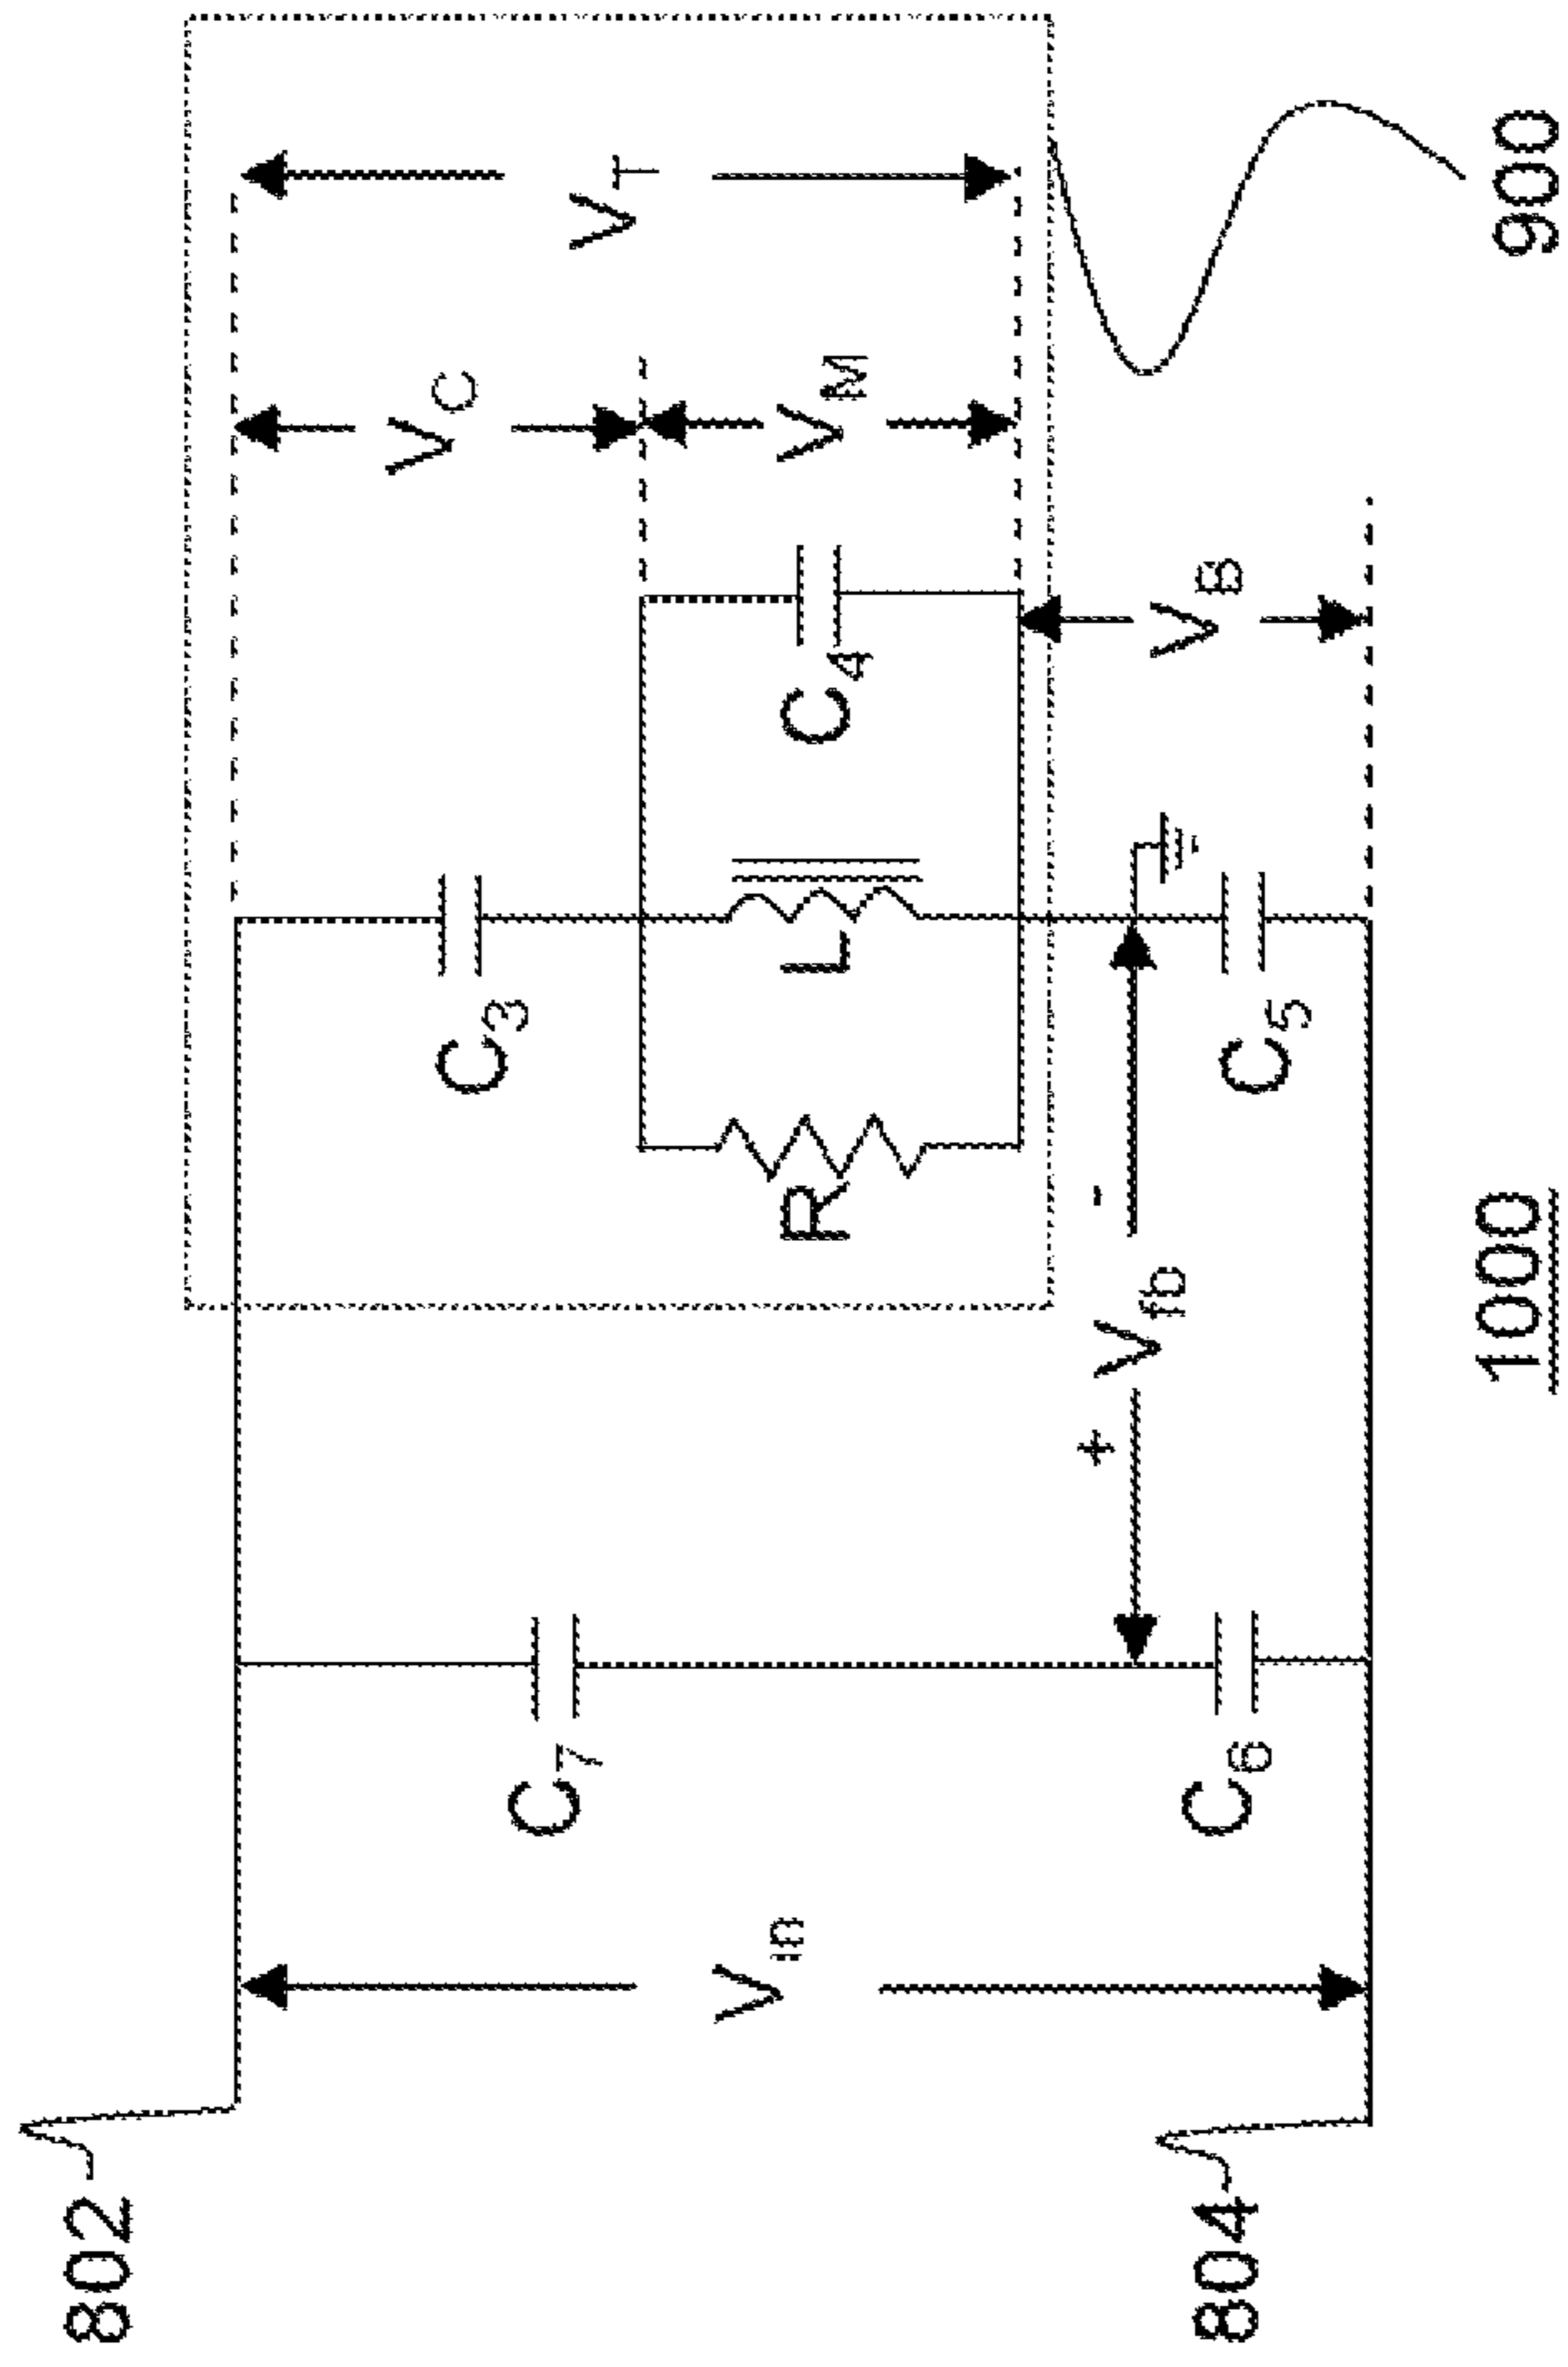 802
804
V_in
C_7
C_6
+ V_fb -
R
L
C_3
C_4
C_5
V_C
V_M
V_B
V_T
900
1000